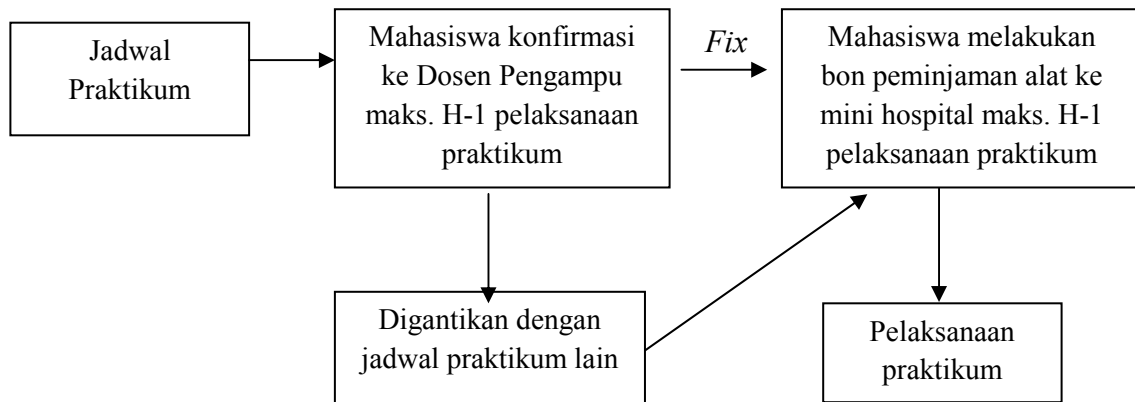 Jadwal
Praktikum
Mahasiswa konfirmasi
ke Dosen Pengampu
maks. H-1 pelaksanaan
praktikum
Fix
Mahasiswa melakukan
bon peminjaman alat ke
mini hospital maks. H-1
pelaksanaan praktikum
Digantikan dengan
jadwal praktikum lain
Pelaksanaan
praktikum